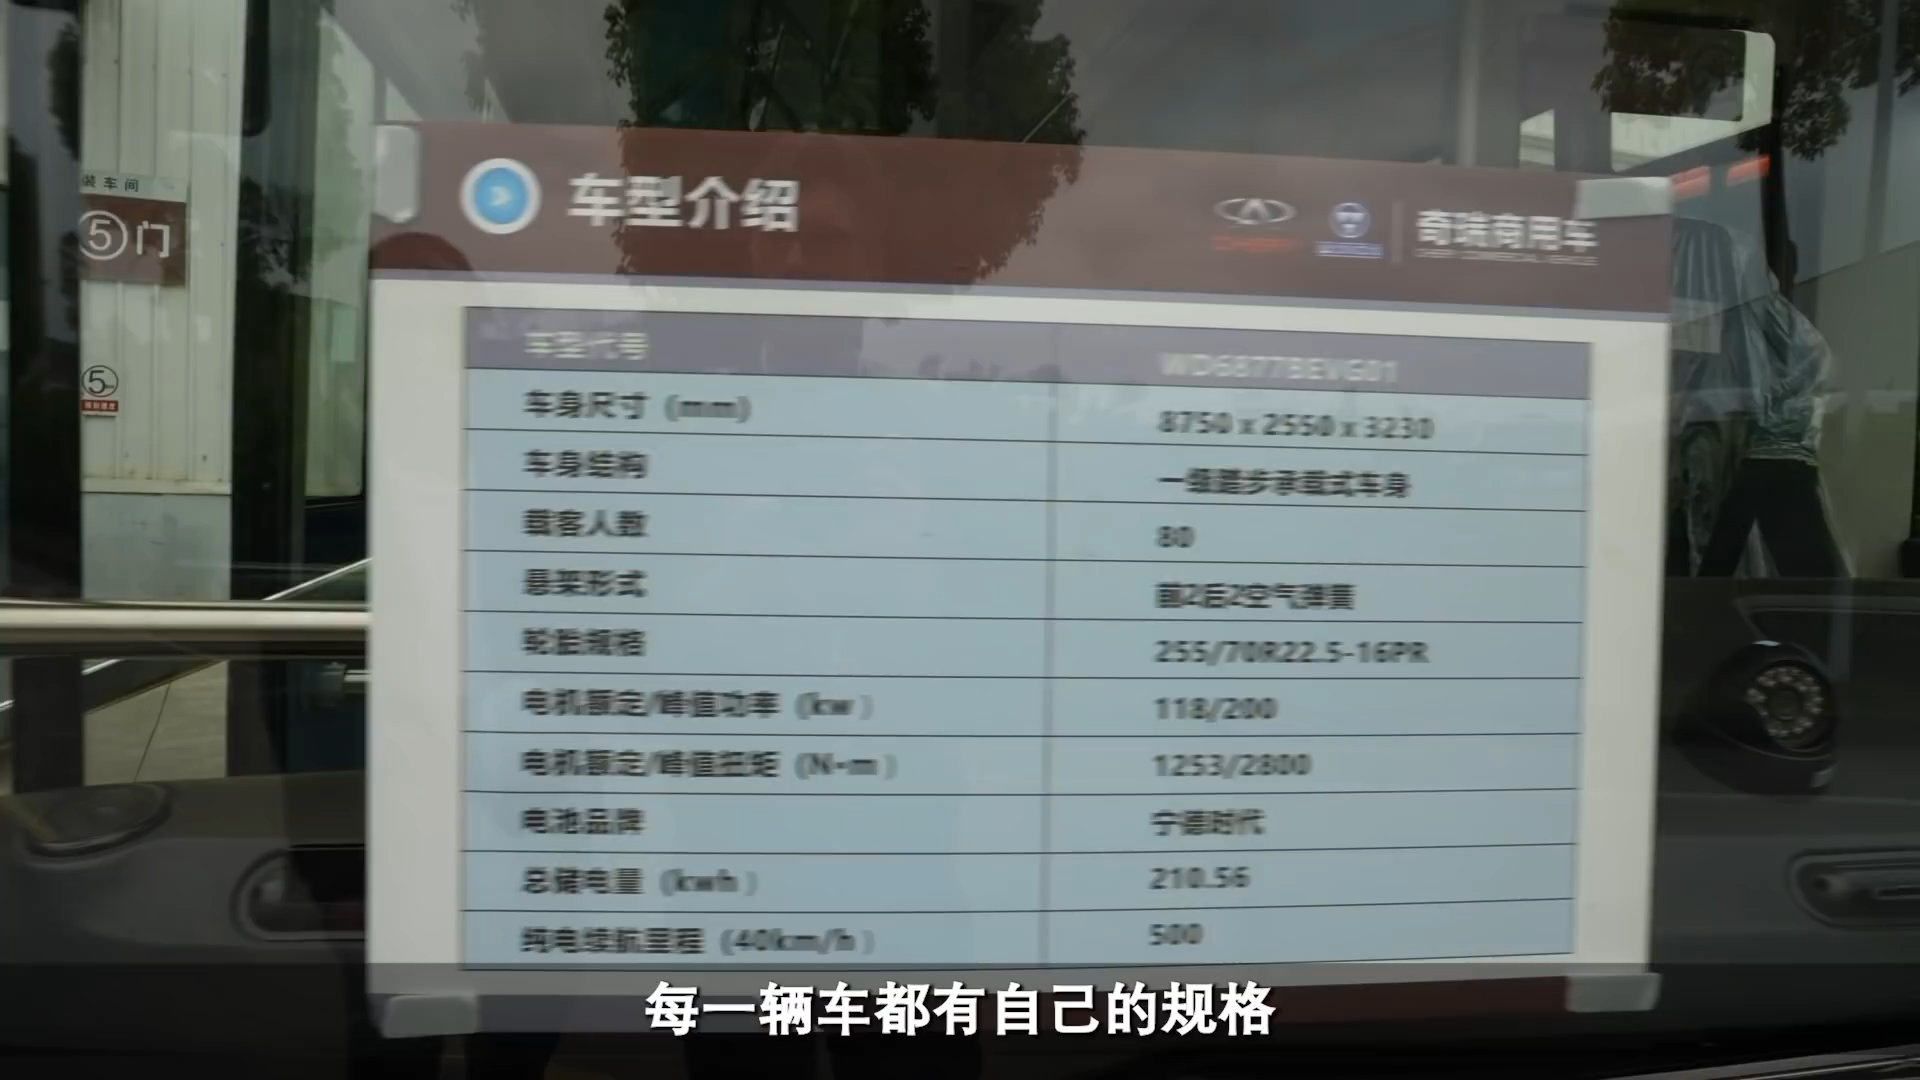 装车间
5门
5
车型介绍
奇瑞商用车
车型代号 WD6877BEVG01
车身尺寸（mm） 8750 x 2550 x 3230
车身结构 一级踏步承载式车身
载客人数 80
悬架形式 前2后2空气弹簧
轮胎规格 255/70R22.5-16PR
电机额定/峰值功率（kw） 118/200
电机额定/峰值扭矩（N-m） 1253/2800
电池品牌 宁德时代
总储电量（kwh） 210.56
纯电续航里程（40km/h） 500
每一辆车都有自己的规格